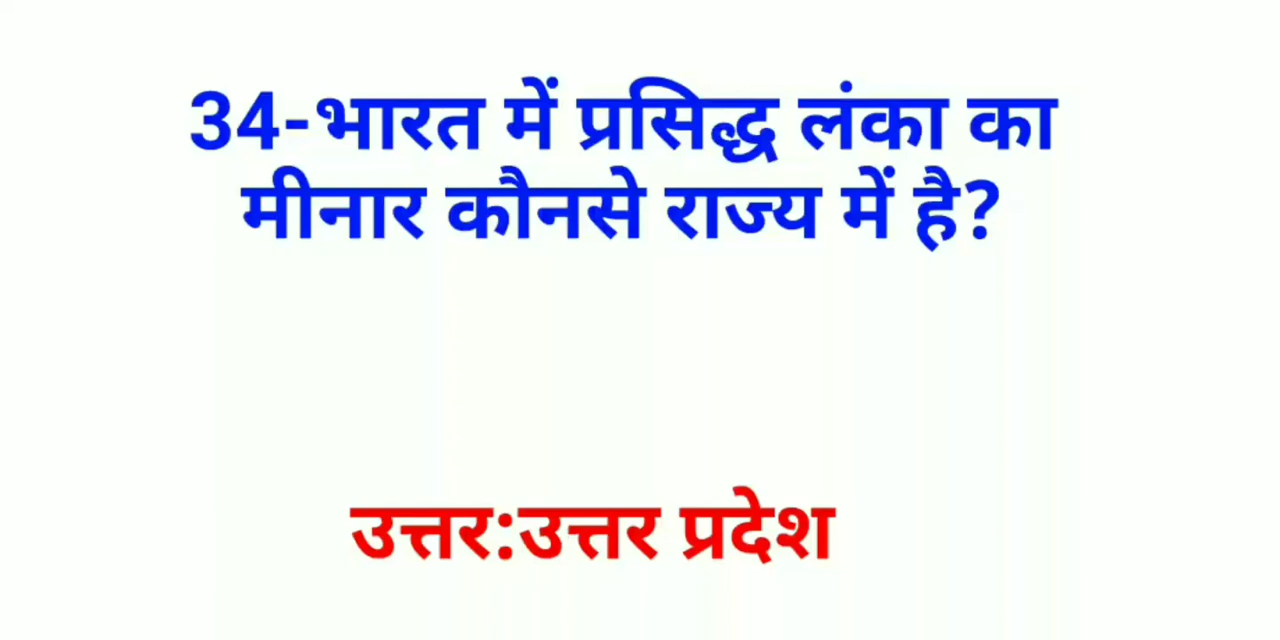 34-भारत में प्रसिद्ध लंका का
मीनार कौनसे राज्य में है?
उत्तर:उत्तर प्रदेश